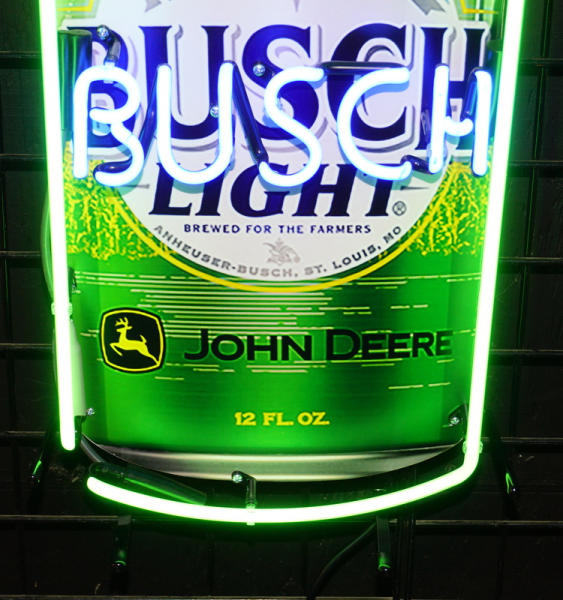 BUSCH
BUSCH
LIGHT®
BREWED FOR THE FARMERS
ANHEUSER-BUSCH, ST. LOUIS, MO
JOHN DEERE
12 FL. OZ.